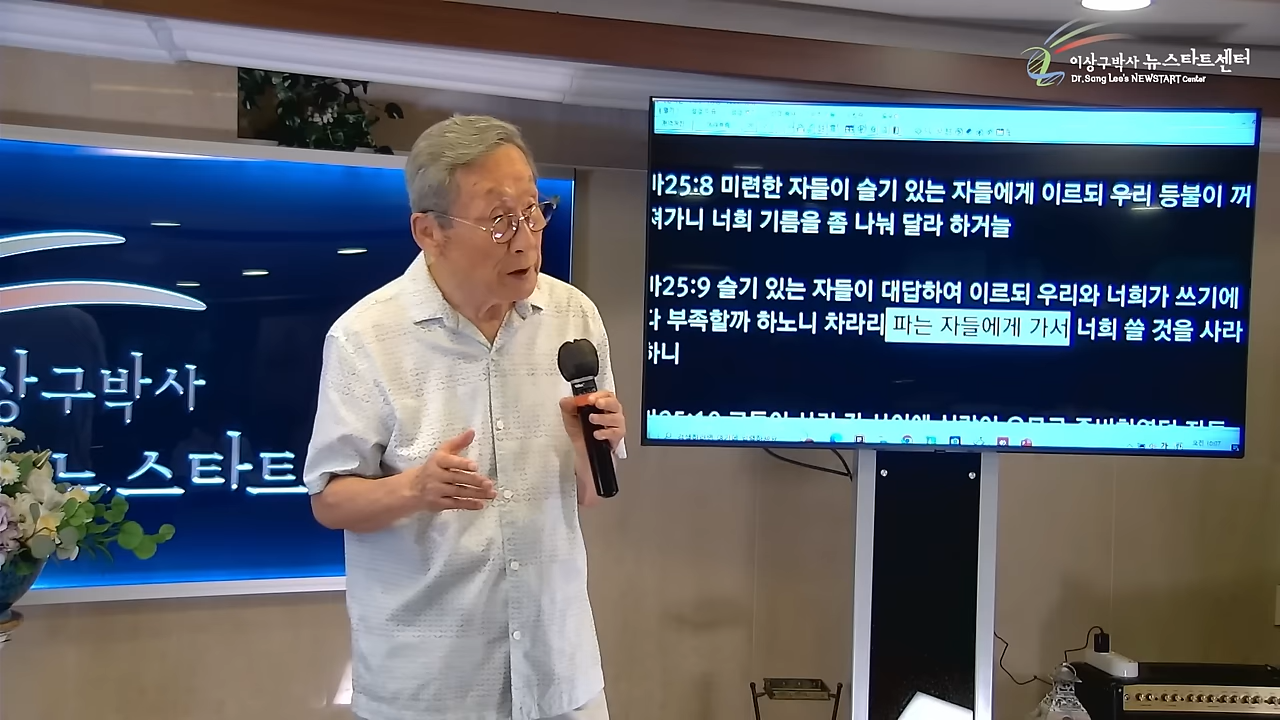 이상구박사 뉴스타트센터
Dr.Sang Lee's NEWSTART Center
25:8 미련한 자들이 슬기 있는 자들에게 이르되 우리 등불이 꺼
져가니 너희 기름을 좀 나눠 달라 하거늘
25:9 슬기 있는 자들이 대답하여 이르되 우리와 너희가 쓰기에
다 부족할까 하노니 차라리 파는 자들에게 가서 너희 쓸 것을 사라
하니
상구박사
뉴 스타트